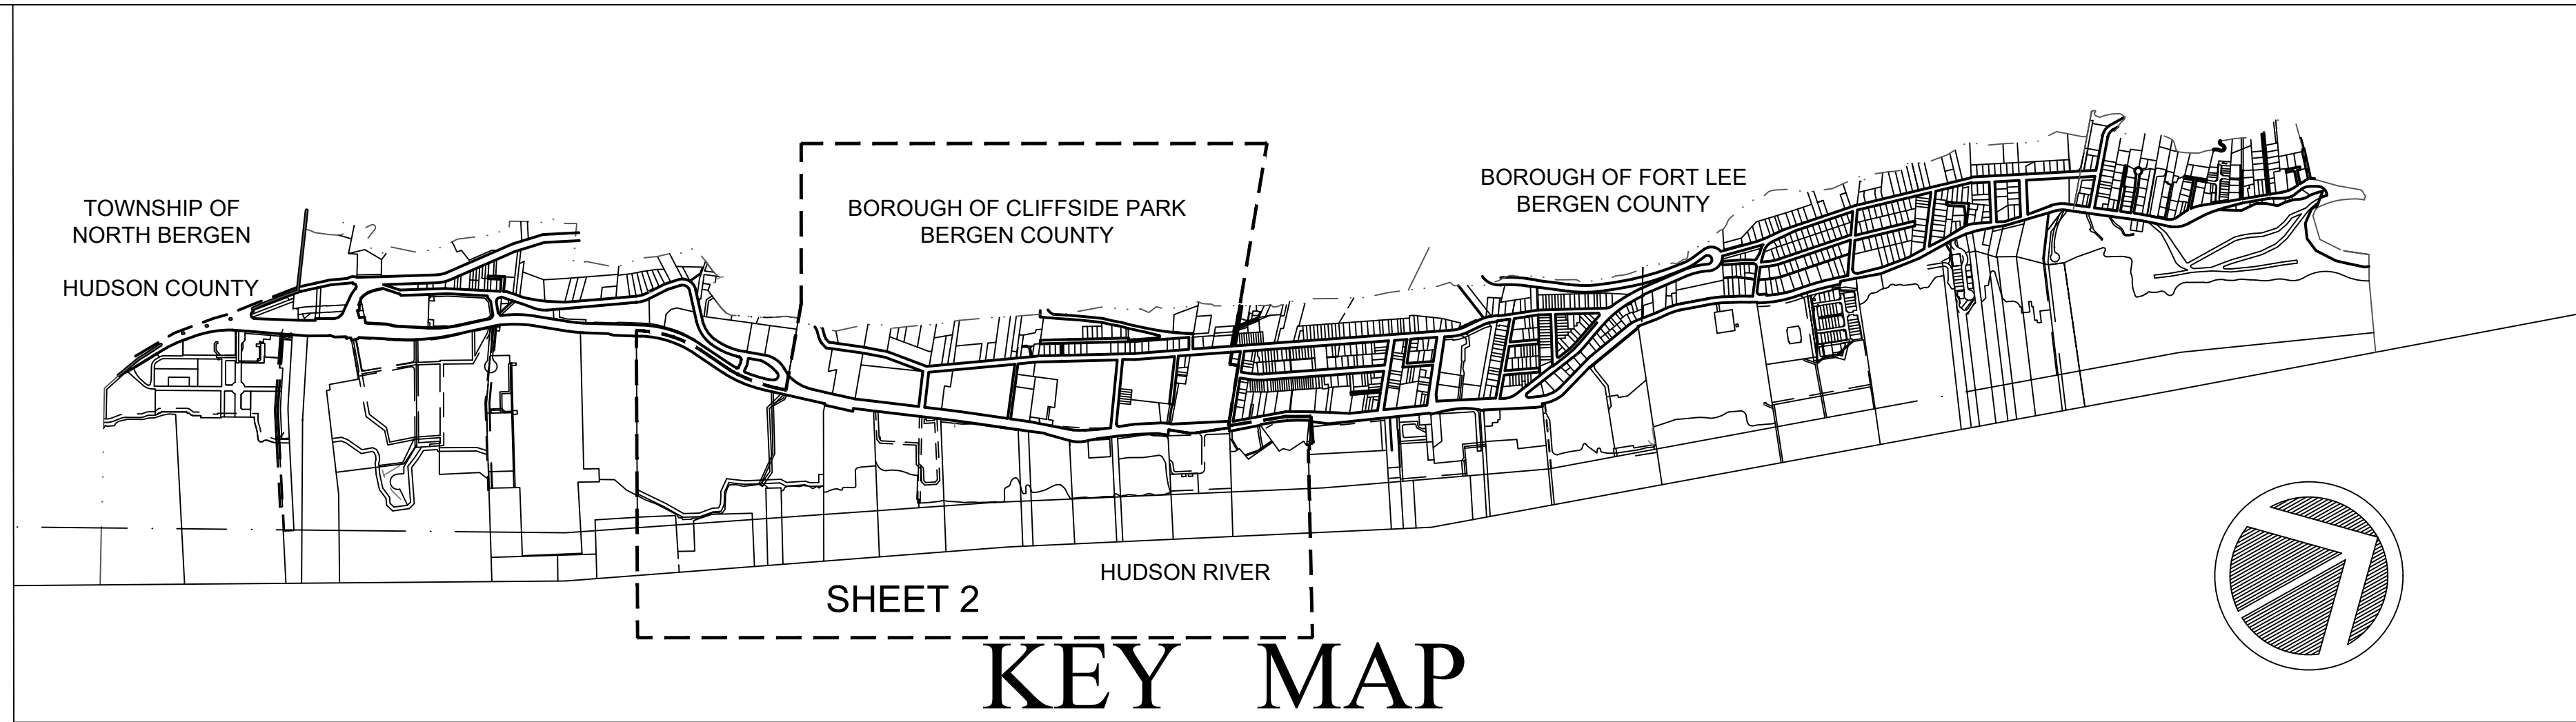 TOWNSHIP OF
NORTH BERGEN
HUDSON COUNTY
BOROUGH OF CLIFFSIDE PARK
BERGEN COUNTY
BOROUGH OF FORT LEE
BERGEN COUNTY
HUDSON RIVER
SHEET 2
KEY MAP